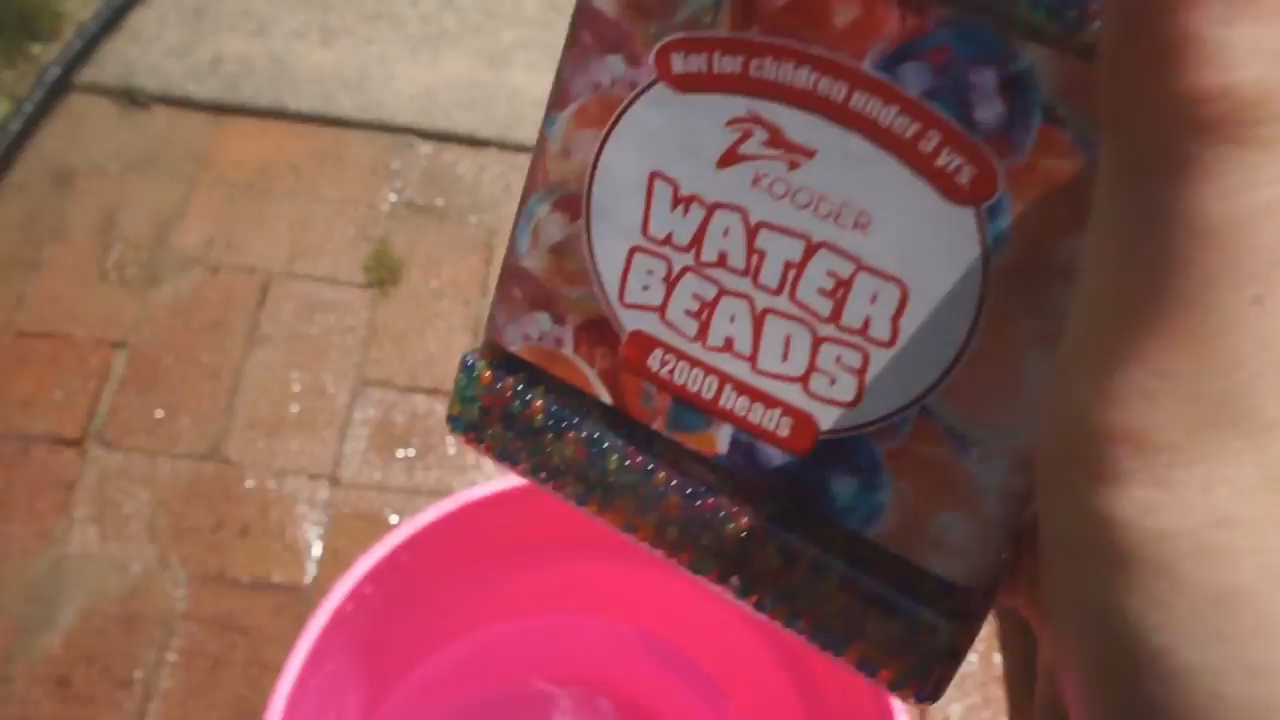 Not for children under 3 yrs.
KOODER
WATER
BEADS
42000 beads